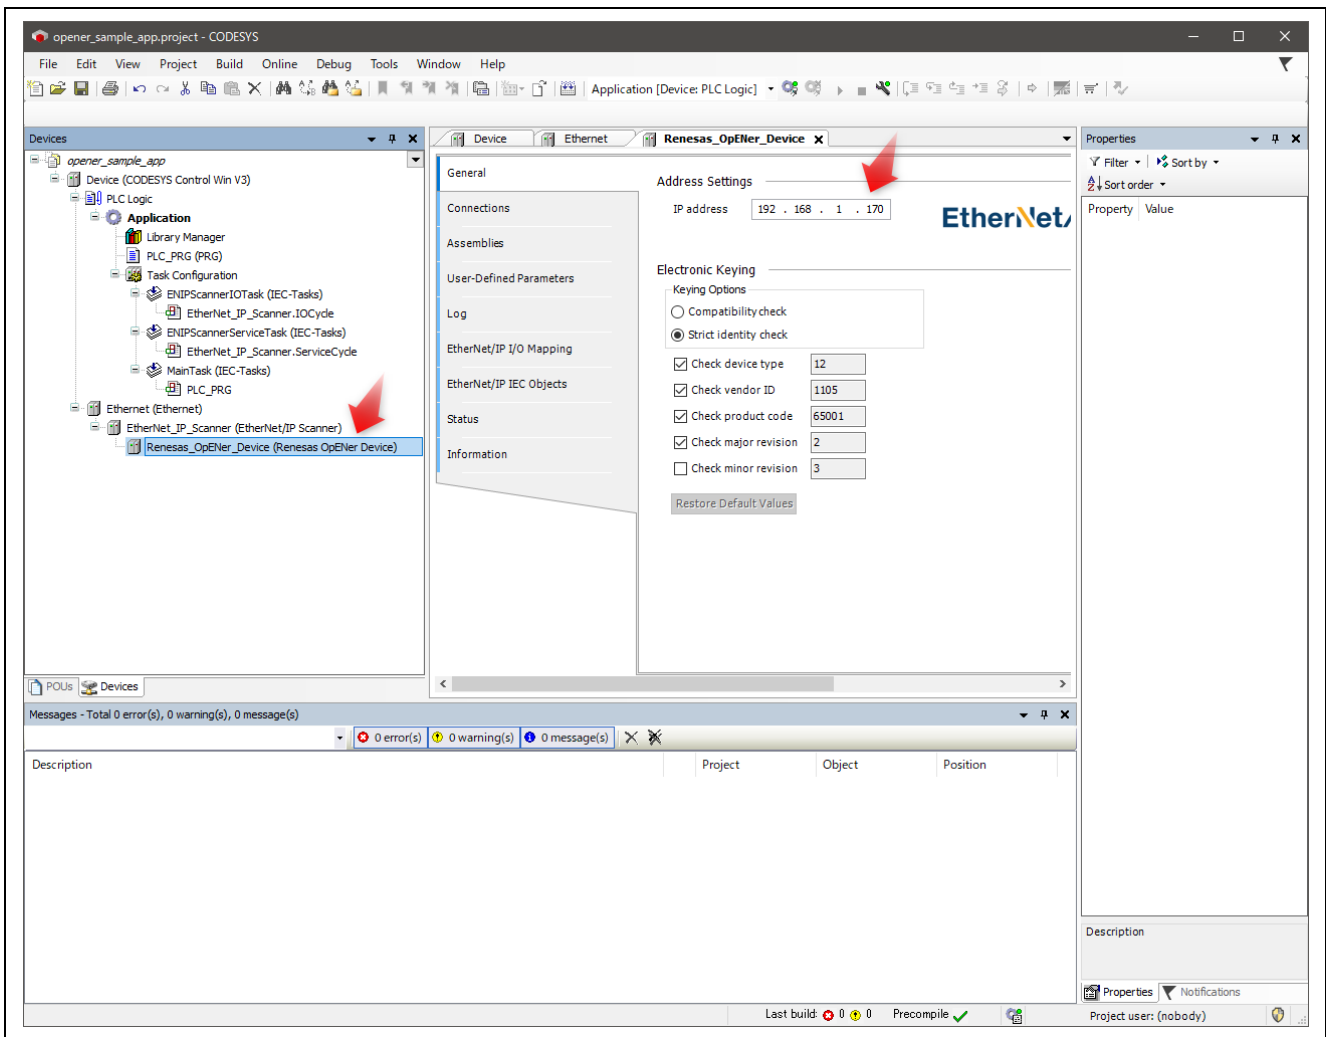 opener_sample_app.project - CODESYS
File Edit View Project Build Online Debug Tools Window Help
Application [Device: PLC Logic]
Devices
opener_sample_app
Device (CODESYS Control Win V3)
PLC Logic
Application
Library Manager
PLC_PRG (PRG)
Task Configuration
ENIPScannerIOTask (IEC-Tasks)
EtherNet_IP_Scanner.IOCycle
ENIPScannerServiceTask (IEC-Tasks)
EtherNet_IP_Scanner.ServiceCycle
MainTask (IEC-Tasks)
PLC_PRG
Ethernet (Ethernet)
EtherNet_IP_Scanner (EtherNet/IP Scanner)
Renesas_OpENer_Device (Renesas OpENer Device)
POUs Devices
Device Ethernet Renesas_OpENer_Device
General
Connections
Assemblies
User-Defined Parameters
Log
EtherNet/IP I/O Mapping
EtherNet/IP IEC Objects
Status
Information
Address Settings
IP address 192 . 168 . 1 . 170
EtherNet/
Electronic Keying
Keying Options
Compatibility check
Strict identity check
Check device type 12
Check vendor ID 1105
Check product code 65001
Check major revision 2
Check minor revision 3
Restore Default Values
Properties
Filter Sort by
Sort order
Property Value
Description
Properties Notifications
Messages - Total 0 error(s), 0 warning(s), 0 message(s)
0 error(s) 0 warning(s) 0 message(s)
Description Project Object Position
Last build: 0 0 Precompile Project user: (nobody)